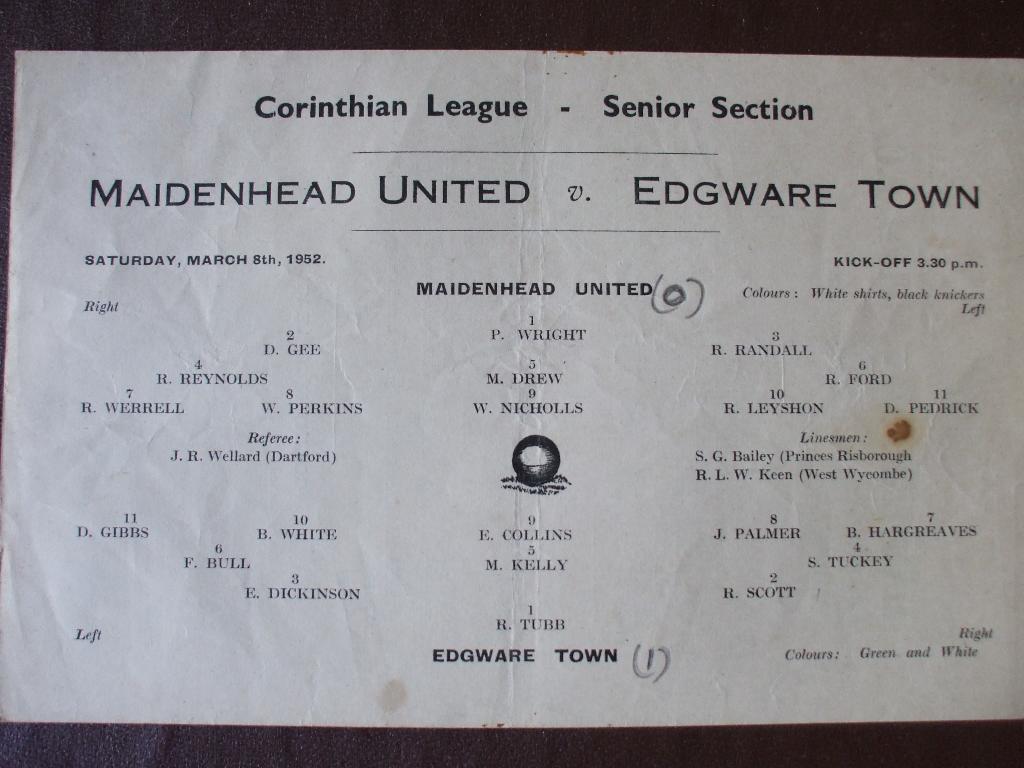 Corinthian League - Senior Section
MAIDENHEAD UNITED v. EDGWARE TOWN
SATURDAY, MARCH 8th, 1952. KICK-OFF 3.30 p.m.
MAIDENHEAD UNITED (0) Colours: White shirts, black knickers
Right Left
1
P. WRIGHT
2 3
D. GEE R. RANDALL
4 5 6
R. REYNOLDS M. DREW R. FORD
7 8 9 10 11
R. WERRELL W. PERKINS W. NICHOLLS R. LEYSHON D. PEDRICK
Referee: Linesmen:
J. R. Wellard (Dartford) S. G. Bailey (Princes Risborough
R. L. W. Keen (West Wycombe)
11 10 9 8 7
D. GIBBS B. WHITE E. COLLINS J. PALMER B. HARGREAVES
6 5 4
F. BULL M. KELLY S. TUCKEY
3 2
E. DICKINSON R. SCOTT
1
R. TUBB
Left Right
EDGWARE TOWN (1) Colours: Green and White